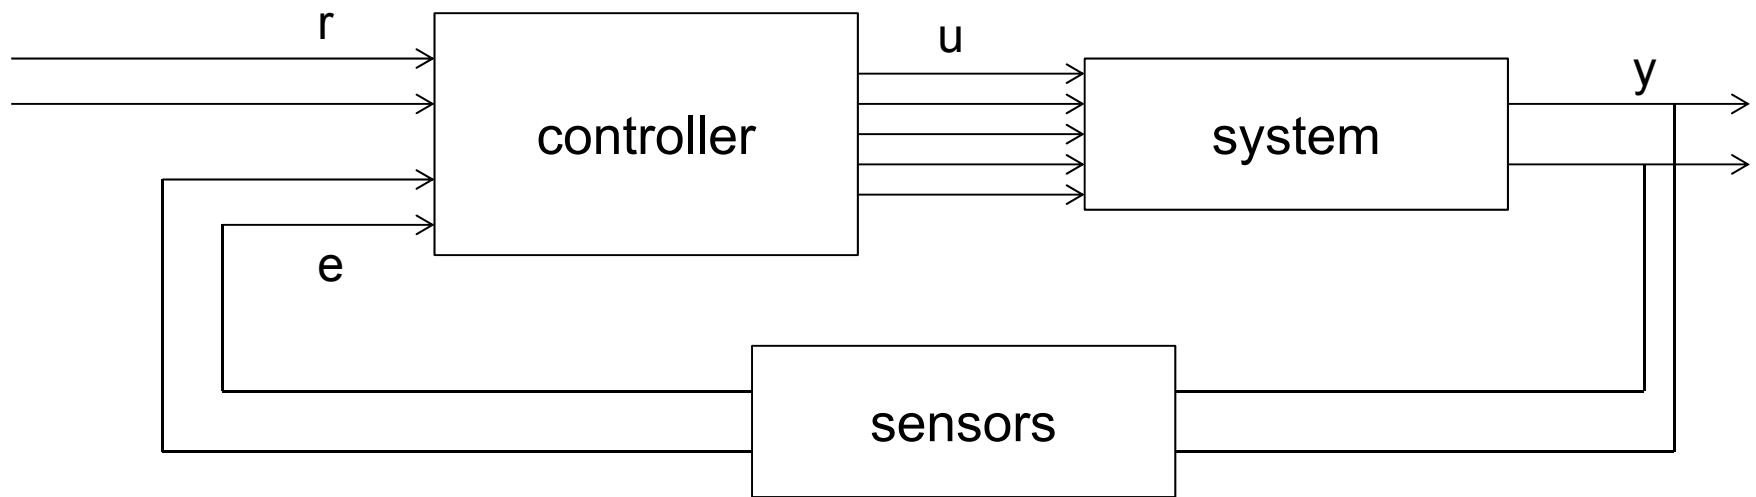 r
u
y
controller
system
e
sensors